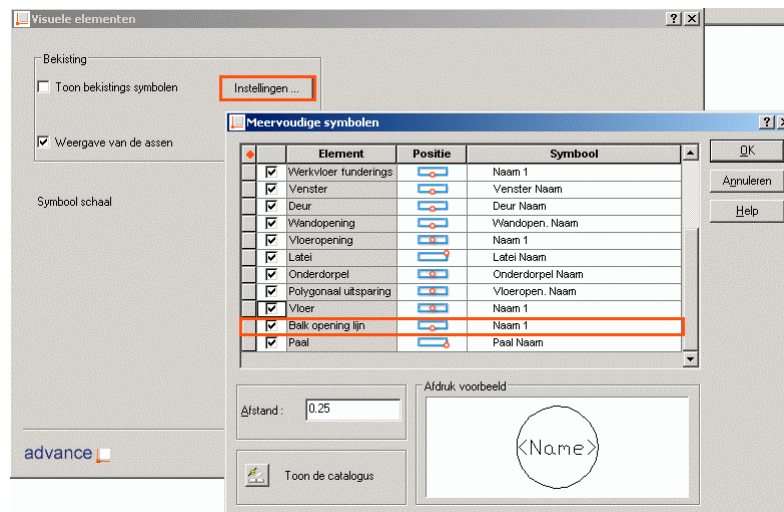 Visuele elementen
Bekisting
Toon bekistings symbolen
Instellingen ...
Weergave van de assen
Symbool schaal
advance
Meervoudige symbolen
Element Positie Symbool
Werkvloer funderings Naam 1
Venster Venster Naam
Deur Deur Naam
Wandopening Wandopen. Naam
Vloeropening Naam 1
Latei Latei Naam
Onderdorpel Onderdorpel Naam
Polygonaal uitsparing Vloeropen. Naam
Vloer Naam 1
Balk opening lijn Naam 1
Paal Paal Naam
OK
Annuleren
Help
Afstand : 0.25
Toon de catalogus
Afdruk voorbeeld
<Name>